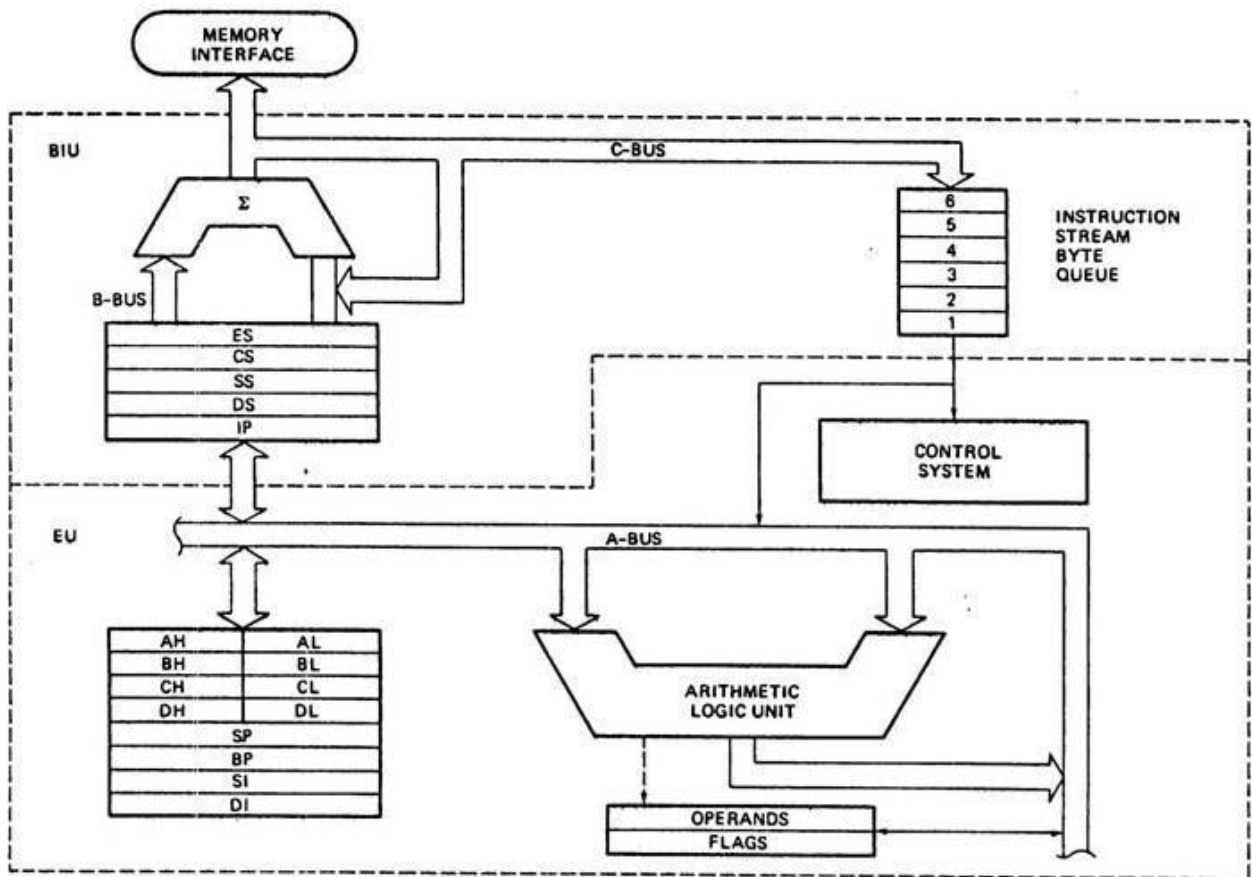 MEMORY
INTERFACE
BIU
C-BUS
Σ
6
5
4
3
2
1
INSTRUCTION
STREAM
BYTE
QUEUE
B-BUS
ES
CS
SS
DS
IP
CONTROL
SYSTEM
EU
A-BUS
AH AL
BH BL
CH CL
DH DL
SP
BP
SI
DI
ARITHMETIC
LOGIC UNIT
OPERANDS
FLAGS